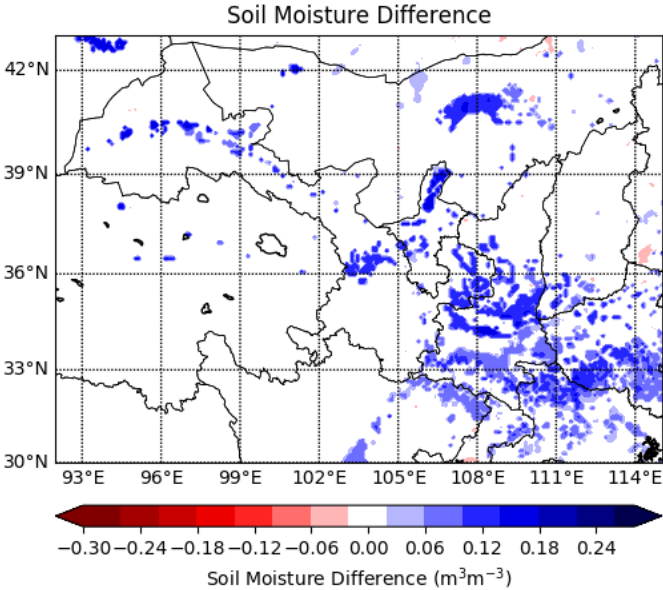 Soil Moisture Difference
42°N
39°N
36°N
33°N
30°N
93°E 96°E 99°E 102°E 105°E 108°E 111°E 114°E
−0.30 −0.24 −0.18 −0.12 −0.06 0.00 0.06 0.12 0.18 0.24
Soil Moisture Difference (m³m⁻³)